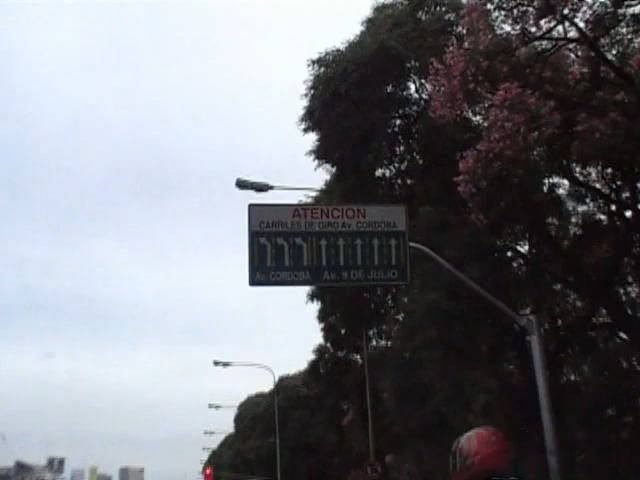 ATENCION
CARRILES DE GIRO Av. CORDOBA
Av. CORDOBA Av. 9 DE JULIO